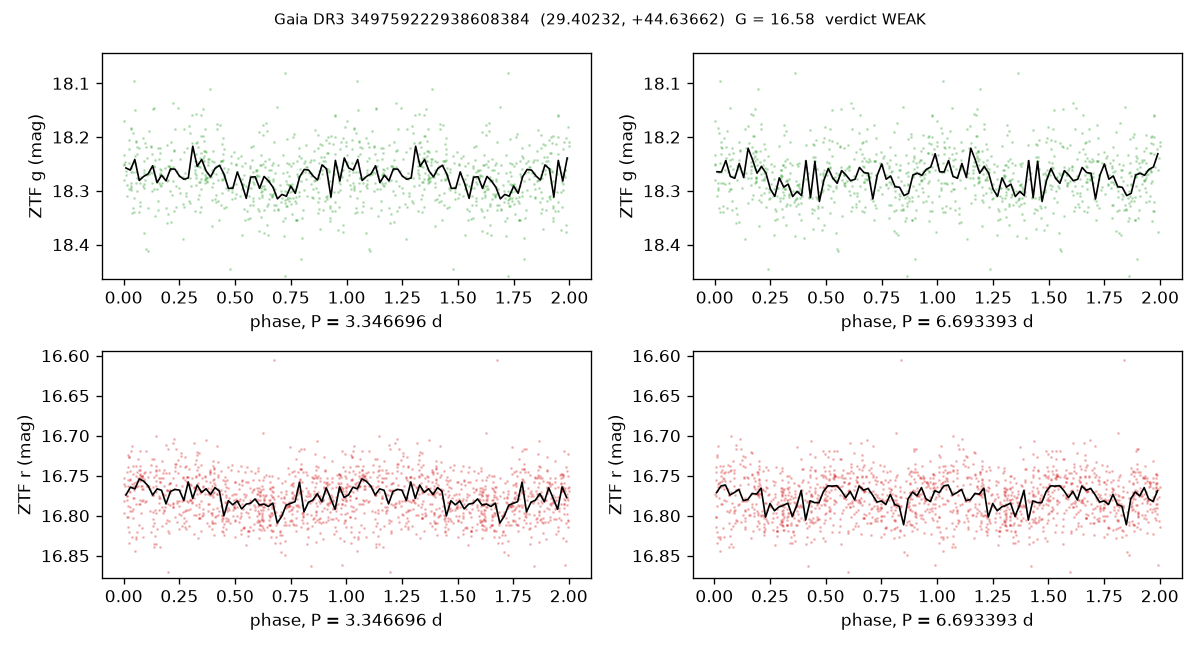 Gaia DR3 349759222938608384  (29.40232, +44.63662)  G = 16.58  verdict WEAK
ZTF g (mag)
18.1
18.2
18.3
18.4
0.00 0.25 0.50 0.75 1.00 1.25 1.50 1.75 2.00
phase, P = 3.346696 d
ZTF g (mag)
18.1
18.2
18.3
18.4
0.00 0.25 0.50 0.75 1.00 1.25 1.50 1.75 2.00
phase, P = 6.693393 d
ZTF r (mag)
16.60
16.65
16.70
16.75
16.80
16.85
0.00 0.25 0.50 0.75 1.00 1.25 1.50 1.75 2.00
phase, P = 3.346696 d
ZTF r (mag)
16.60
16.65
16.70
16.75
16.80
16.85
0.00 0.25 0.50 0.75 1.00 1.25 1.50 1.75 2.00
phase, P = 6.693393 d